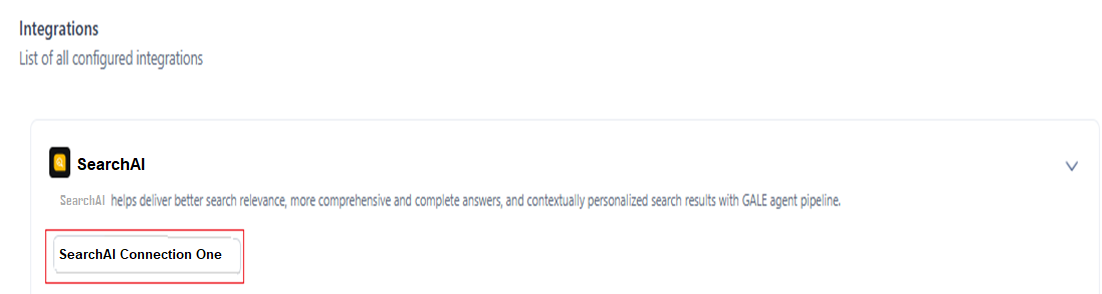 Integrations
List of all configured integrations
SearchAI
SearchAI helps deliver better search relevance, more comprehensive and complete answers, and contextually personalized search results with GALE agent pipeline.
SearchAI Connection One